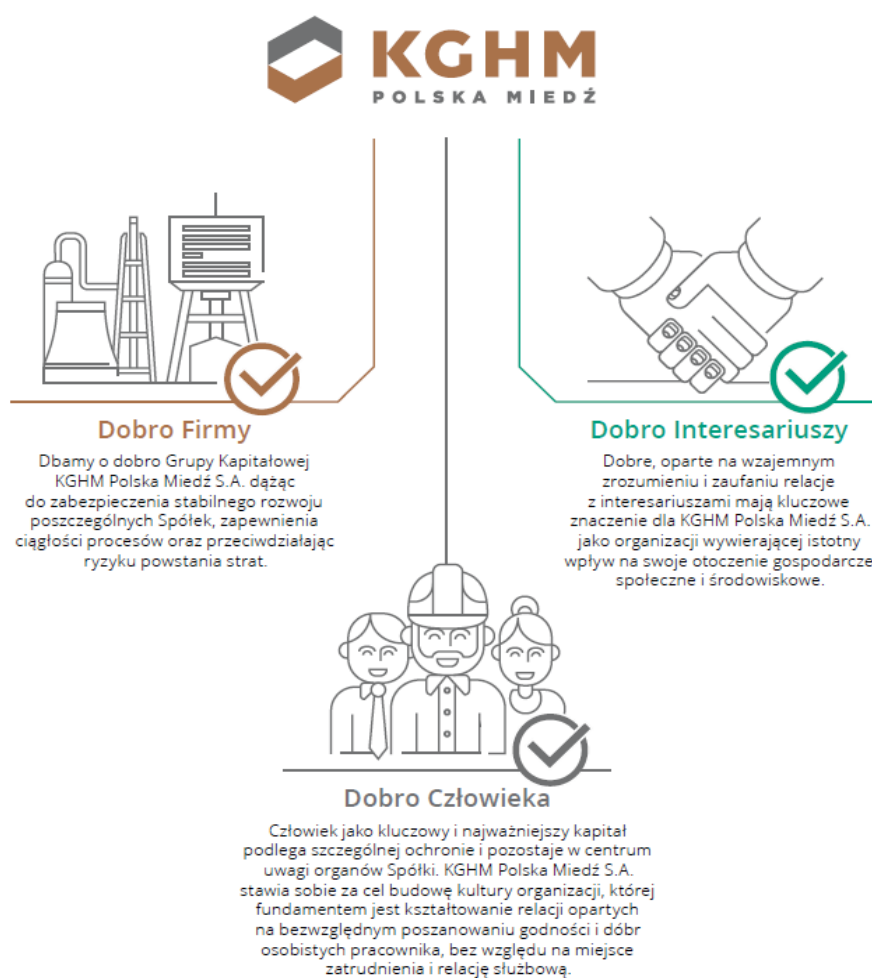 KGHM
POLSKA MIEDŹ
Dobro Firmy
Dbamy o dobro Grupy Kapitałowej
KGHM Polska Miedź S.A. dążąc
do zabezpieczenia stabilnego rozwoju
poszczególnych Spółek, zapewnienia
ciągłości procesów oraz przeciwdziałając
ryzyku powstania strat.
Dobro Interesariuszy
Dobre, oparte na wzajemnym
zrozumieniu i zaufaniu relacje
z interesariuszami mają kluczowe
znaczenie dla KGHM Polska Miedź S.A.
jako organizacji wywierającej istotny
wpływ na swoje otoczenie gospodarcze
społeczne i środowiskowe.
Dobro Człowieka
Człowiek jako kluczowy i najważniejszy kapitał
podlega szczególnej ochronie i pozostaje w centrum
uwagi organów Spółki. KGHM Polska Miedź S.A.
stawia sobie za cel budowę kultury organizacji, której
fundamentem jest kształtowanie relacji opartych
na bezwzględnym poszanowaniu godności i dóbr
osobistych pracownika, bez względu na miejsce
zatrudnienia i relację służbową.